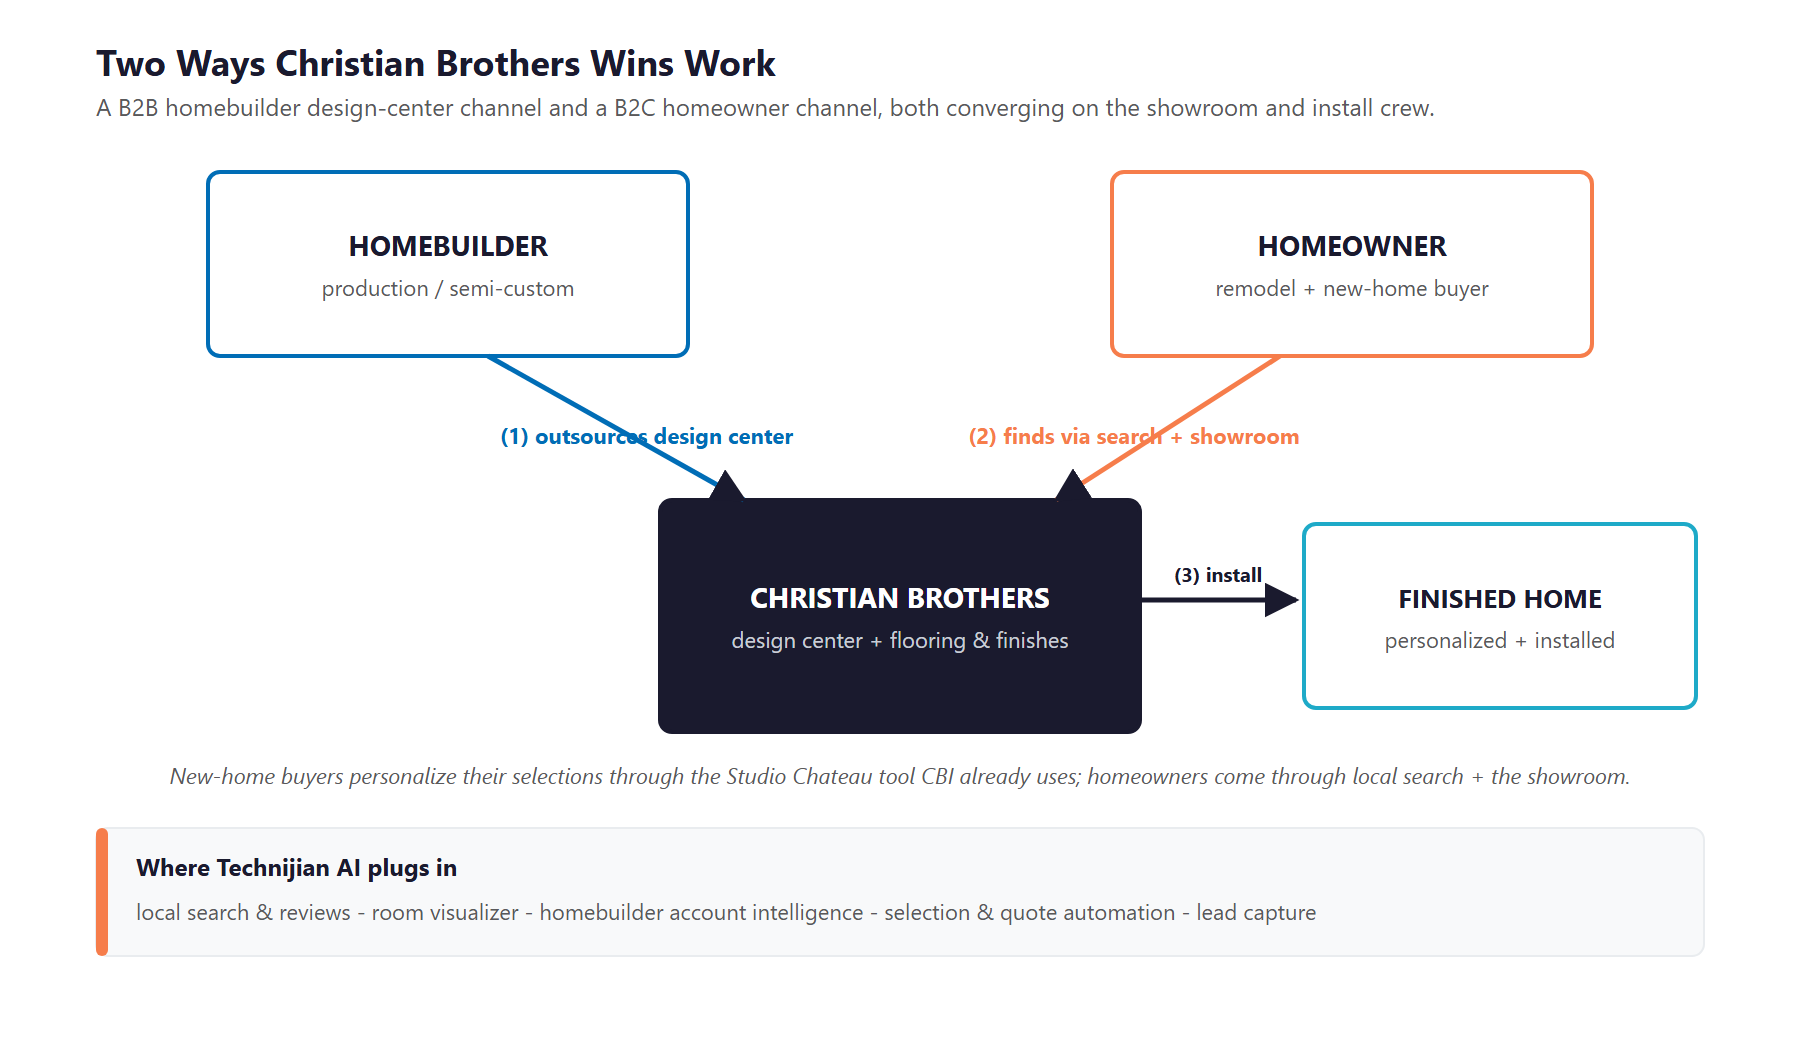 Two Ways Christian Brothers Wins Work
A B2B homebuilder design-center channel and a B2C homeowner channel, both converging on the showroom and install crew.
HOMEBUILDER
production / semi-custom
HOMEOWNER
remodel + new-home buyer
(1) outsources design center
(2) finds via search + showroom
CHRISTIAN BROTHERS
design center + flooring & finishes
(3) install
FINISHED HOME
personalized + installed
New-home buyers personalize their selections through the Studio Chateau tool CBI already uses; homeowners come through local search + the showroom.
Where Technijian AI plugs in
local search & reviews - room visualizer - homebuilder account intelligence - selection & quote automation - lead capture